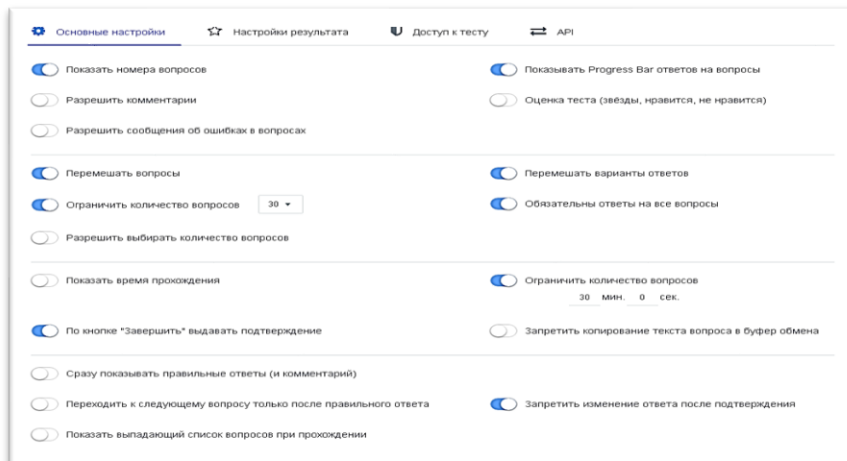 Основные настройки Настройки результата Доступ к тесту API
Показать номера вопросов Показывать Progress Bar ответов на вопросы
Разрешить комментарии Оценка теста (звёзды, нравится, не нравится)
Разрешить сообщения об ошибках в вопросах
Перемешать вопросы Перемешать варианты ответов
Ограничить количество вопросов 30 Обязательны ответы на все вопросы
Разрешить выбирать количество вопросов
Показать время прохождения Ограничить количество вопросов
30 мин. 0 сек.
По кнопке "Завершить" выдавать подтверждение Запретить копирование текста вопроса в буфер обмена
Сразу показывать правильные ответы (и комментарий)
Переходить к следующему вопросу только после правильного ответа Запретить изменение ответа после подтверждения
Показать выпадающий список вопросов при прохождении